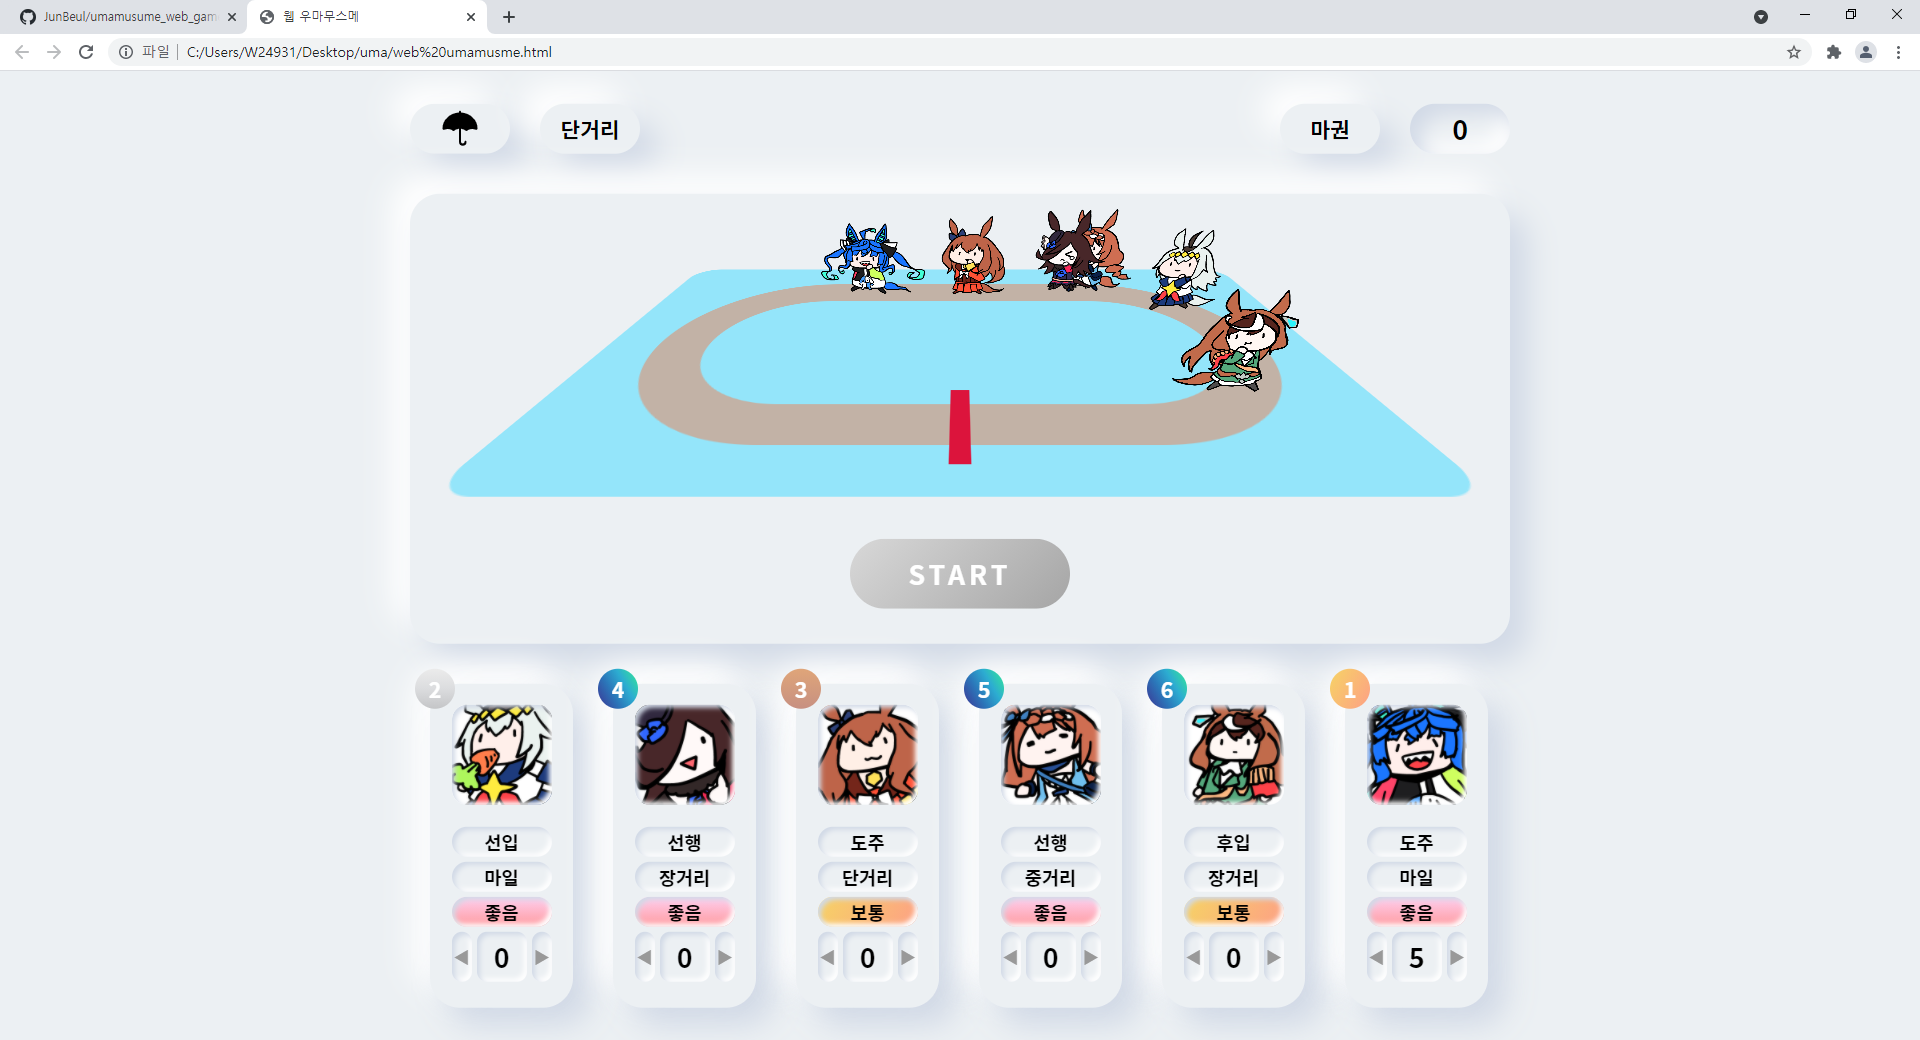 JunBeul/umamusume_web_gam
웹 우마무스메
파일
C:/Users/W24931/Desktop/uma/web%20umamusme.html
단거리
마권
0
START
2
4
3
5
6
1
선입
선행
도주
선행
후입
도주
마일
장거리
단거리
중거리
장거리
마일
좋음
좋음
보통
좋음
보통
좋음
0
0
0
0
0
5